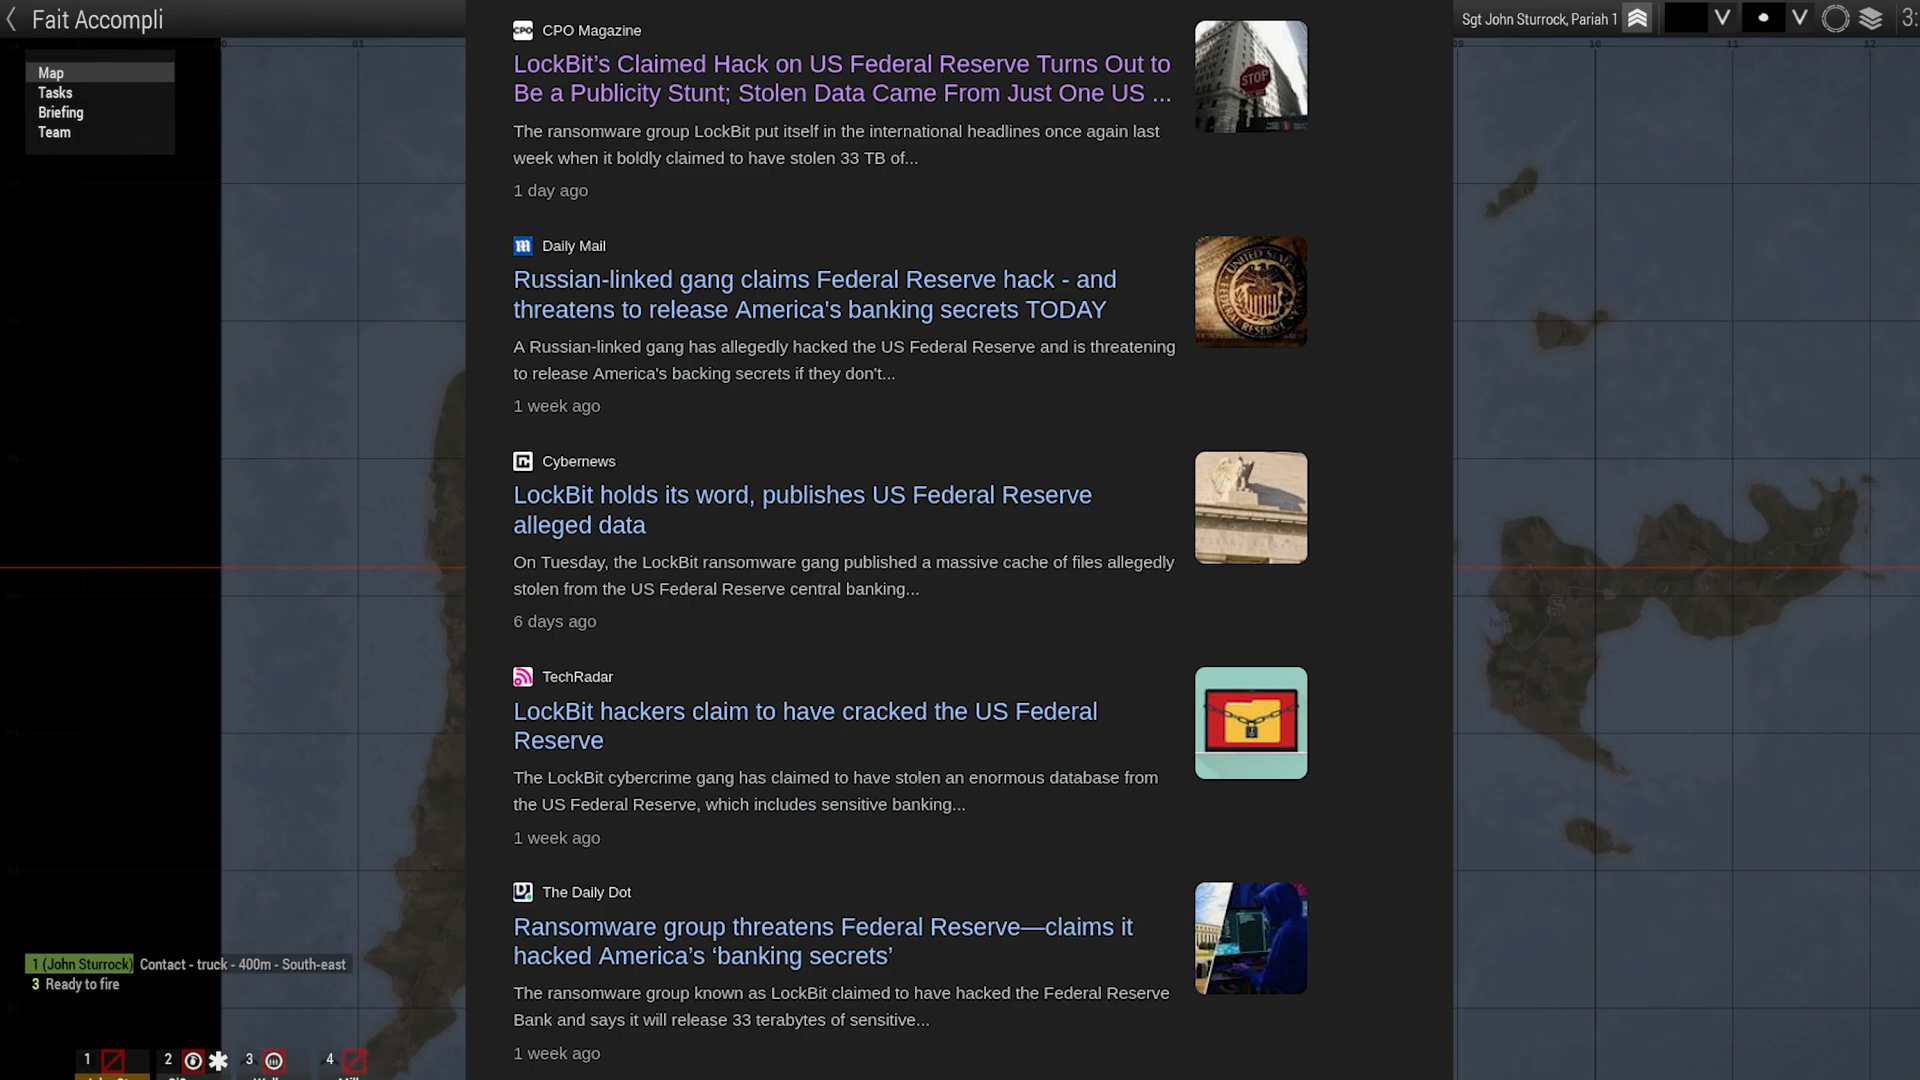 Fait Accompli
Map
Tasks
Briefing
Team
CPO Magazine
LockBit’s Claimed Hack on US Federal Reserve Turns Out to
Be a Publicity Stunt; Stolen Data Came From Just One US ...
The ransomware group LockBit put itself in the international headlines once again last
week when it boldly claimed to have stolen 33 TB of...
1 day ago
STOP
Daily Mail
Russian-linked gang claims Federal Reserve hack - and
threatens to release America's banking secrets TODAY
A Russian-linked gang has allegedly hacked the US Federal Reserve and is threatening
to release America's backing secrets if they don't...
1 week ago
Cybernews
LockBit holds its word, publishes US Federal Reserve
alleged data
On Tuesday, the LockBit ransomware gang published a massive cache of files allegedly
stolen from the US Federal Reserve central banking...
6 days ago
TechRadar
LockBit hackers claim to have cracked the US Federal
Reserve
The LockBit cybercrime gang has claimed to have stolen an enormous database from
the US Federal Reserve, which includes sensitive banking...
1 week ago
The Daily Dot
Ransomware group threatens Federal Reserve—claims it
hacked America’s ‘banking secrets’
The ransomware group known as LockBit claimed to have hacked the Federal Reserve
Bank and says it will release 33 terabytes of sensitive...
1 week ago
Sgt John Sturrock, Pariah 1
3:
01
09
10
11
12
1 (John Sturrock) Contact - truck - 400m - South-east
3 Ready to fire
1
2
3
4